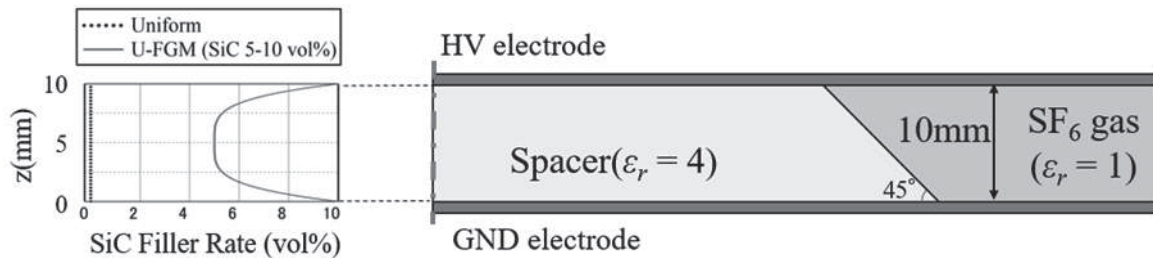 Uniform
U-FGM (SiC 5-10 vol%)
10
5
0
z(mm)
0 2 4 6 8 10
SiC Filler Rate (vol%)
HV electrode
Spacer(εᵣ = 4)
45°
10mm
SF₆ gas
(εᵣ = 1)
GND electrode